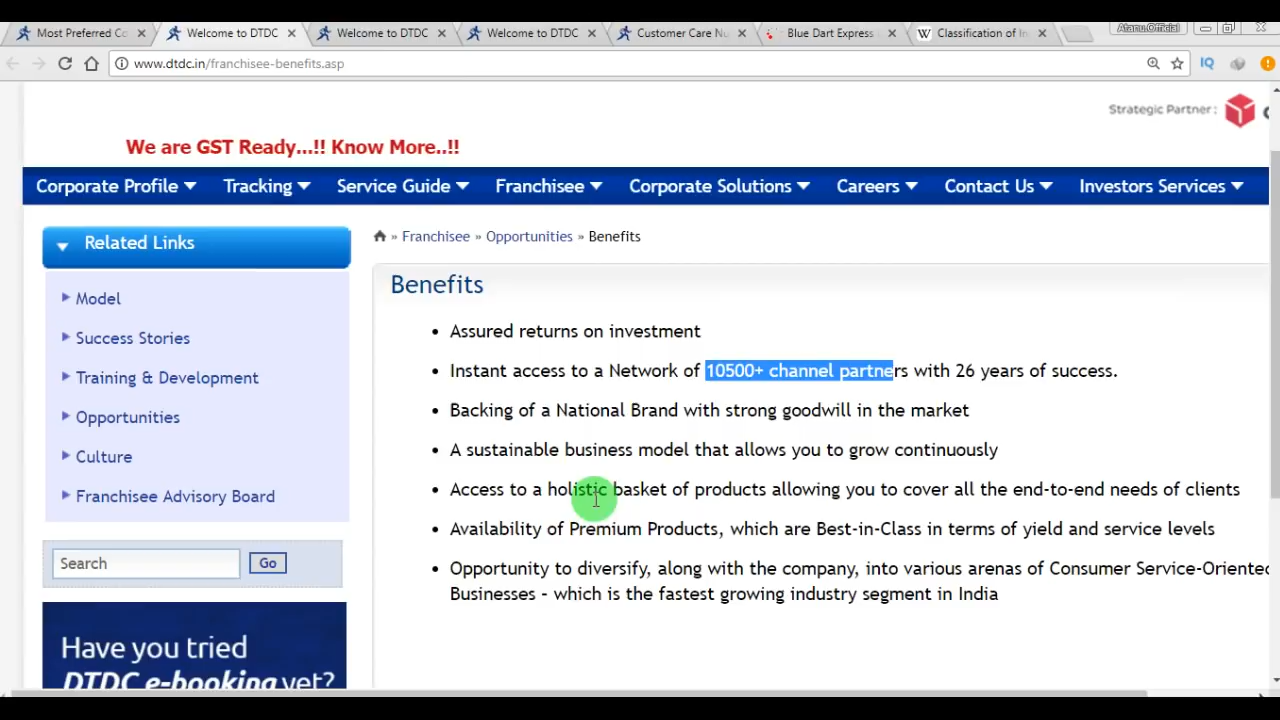 Most Preferred Co
Welcome to DTDC
Welcome to DTDC
Welcome to DTDC
Customer Care Nu
Blue Dart Express
Classification of In
Atanu Official
www.dtdc.in/franchisee-benefits.asp
IQ
Strategic Partner :
We are GST Ready...!! Know More..!!
Corporate Profile
Tracking
Service Guide
Franchisee
Corporate Solutions
Careers
Contact Us
Investors Services
Related Links
» Franchisee » Opportunities » Benefits
Benefits
Model
Success Stories
Training & Development
Opportunities
Culture
Franchisee Advisory Board
• Assured returns on investment
• Instant access to a Network of 10500+ channel partners with 26 years of success.
• Backing of a National Brand with strong goodwill in the market
• A sustainable business model that allows you to grow continuously
• Access to a holistic basket of products allowing you to cover all the end-to-end needs of clients
• Availability of Premium Products, which are Best-in-Class in terms of yield and service levels
• Opportunity to diversify, along with the company, into various arenas of Consumer Service-Oriented
Businesses - which is the fastest growing industry segment in India
Search
Go
Have you tried
DTDC e-booking yet?